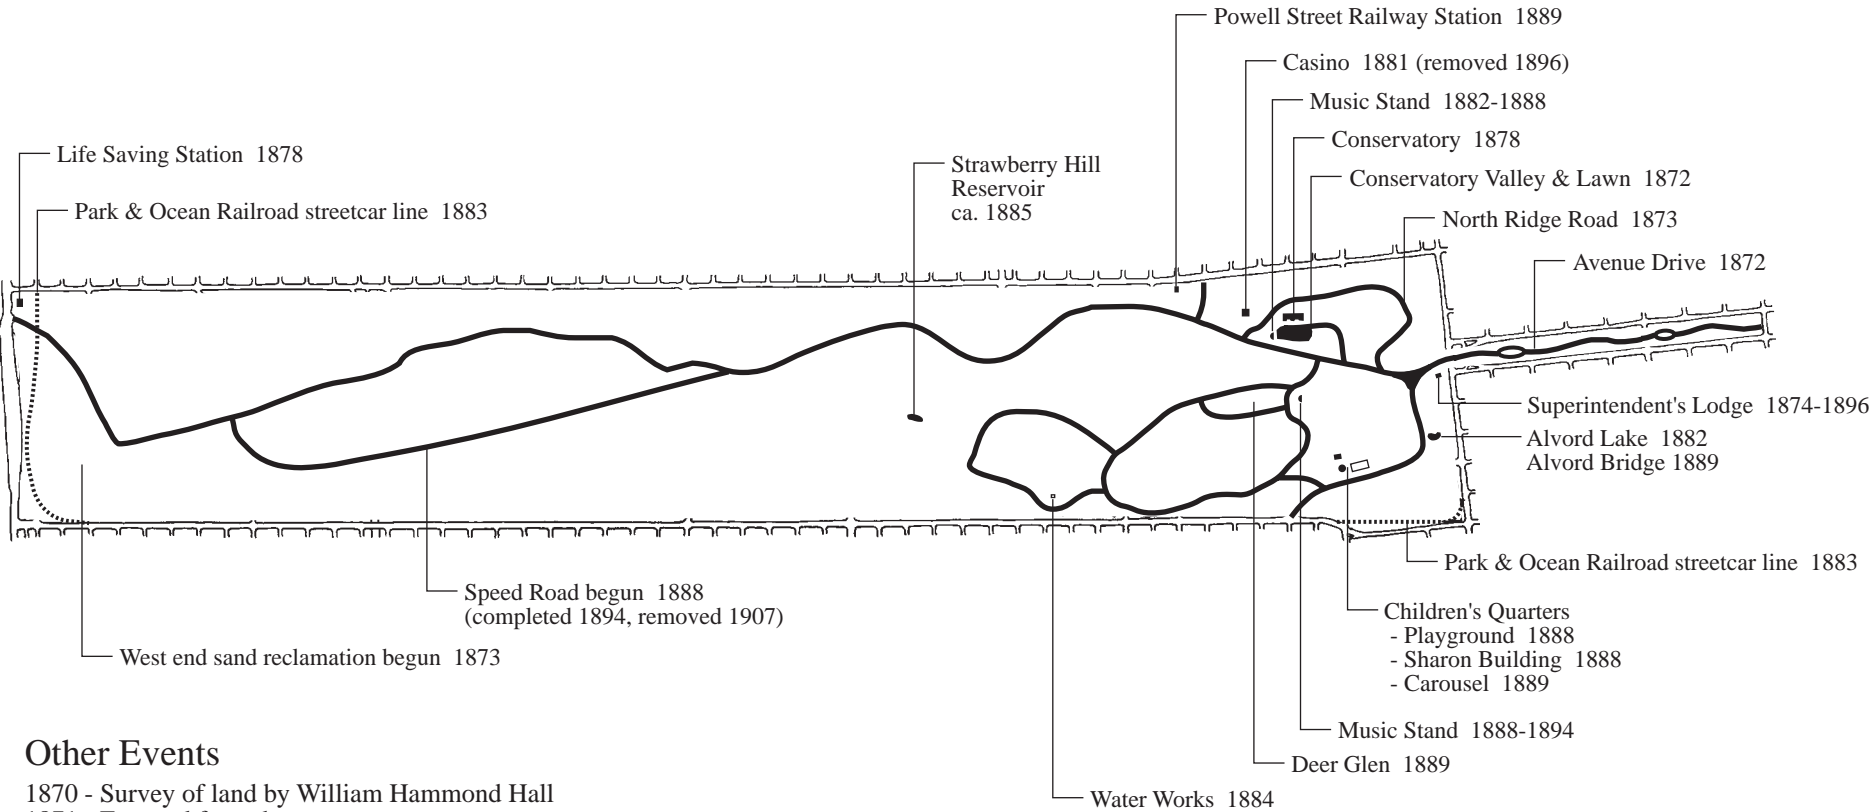 Powell Street Railway Station 1889
Casino 1881 (removed 1896)
Music Stand 1882-1888
Conservatory 1878
Conservatory Valley & Lawn 1872
North Ridge Road 1873
Avenue Drive 1872
Life Saving Station 1878
Park & Ocean Railroad streetcar line 1883
Strawberry Hill
Reservoir
ca. 1885
Superintendent's Lodge 1874-1896
Alvord Lake 1882
Alvord Bridge 1889
Park & Ocean Railroad streetcar line 1883
Speed Road begun 1888
(completed 1894, removed 1907)
West end sand reclamation begun 1873
Children's Quarters
- Playground 1888
- Sharon Building 1888
- Carousel 1889
Music Stand 1888-1894
Deer Glen 1889
Water Works 1884
Other Events
1870 - Survey of land by William Hammond Hall